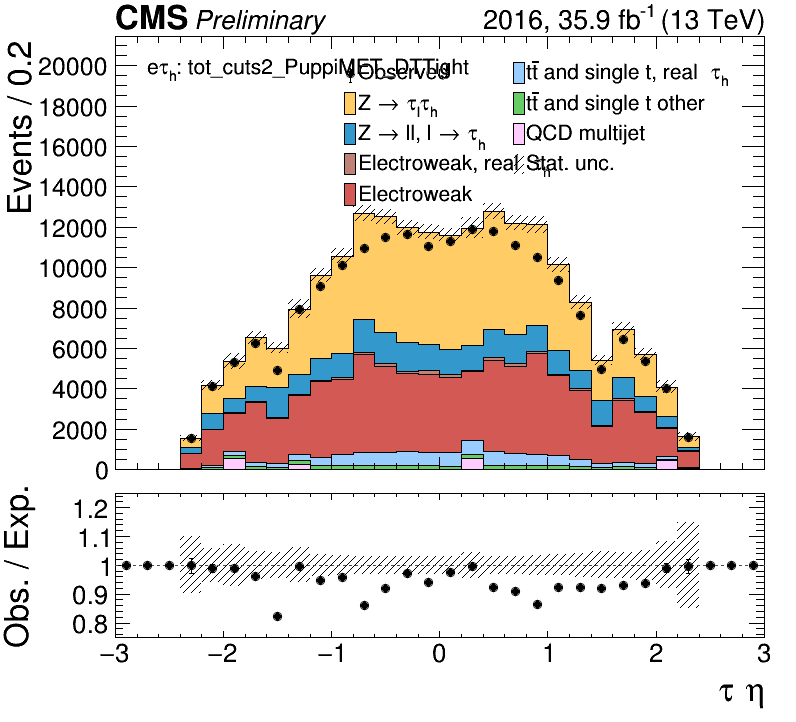 CMS Preliminary 2016, 35.9 fb⁻¹ (13 TeV)
Events / 0.2
eτₕ: tot_cuts2_PuppiMET_DTTight
Observed
Z → τₗτₕ
Z → ll, l → τₕ
Electroweak, real τₕ
Electroweak
tt̅ and single t, real τₕ
tt̅ and single t other
QCD multijet
Stat. unc.
20000
18000
16000
14000
12000
10000
8000
6000
4000
2000
0
Obs. / Exp.
1.2
1.1
1
0.9
0.8
−3 −2 −1 0 1 2 3
τ η